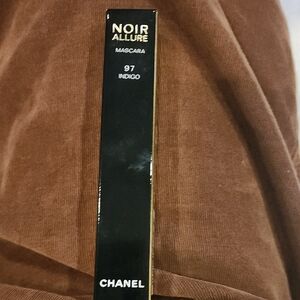 NOIR
ALLURE
MASCARA
97
INDIGO
CHANEL